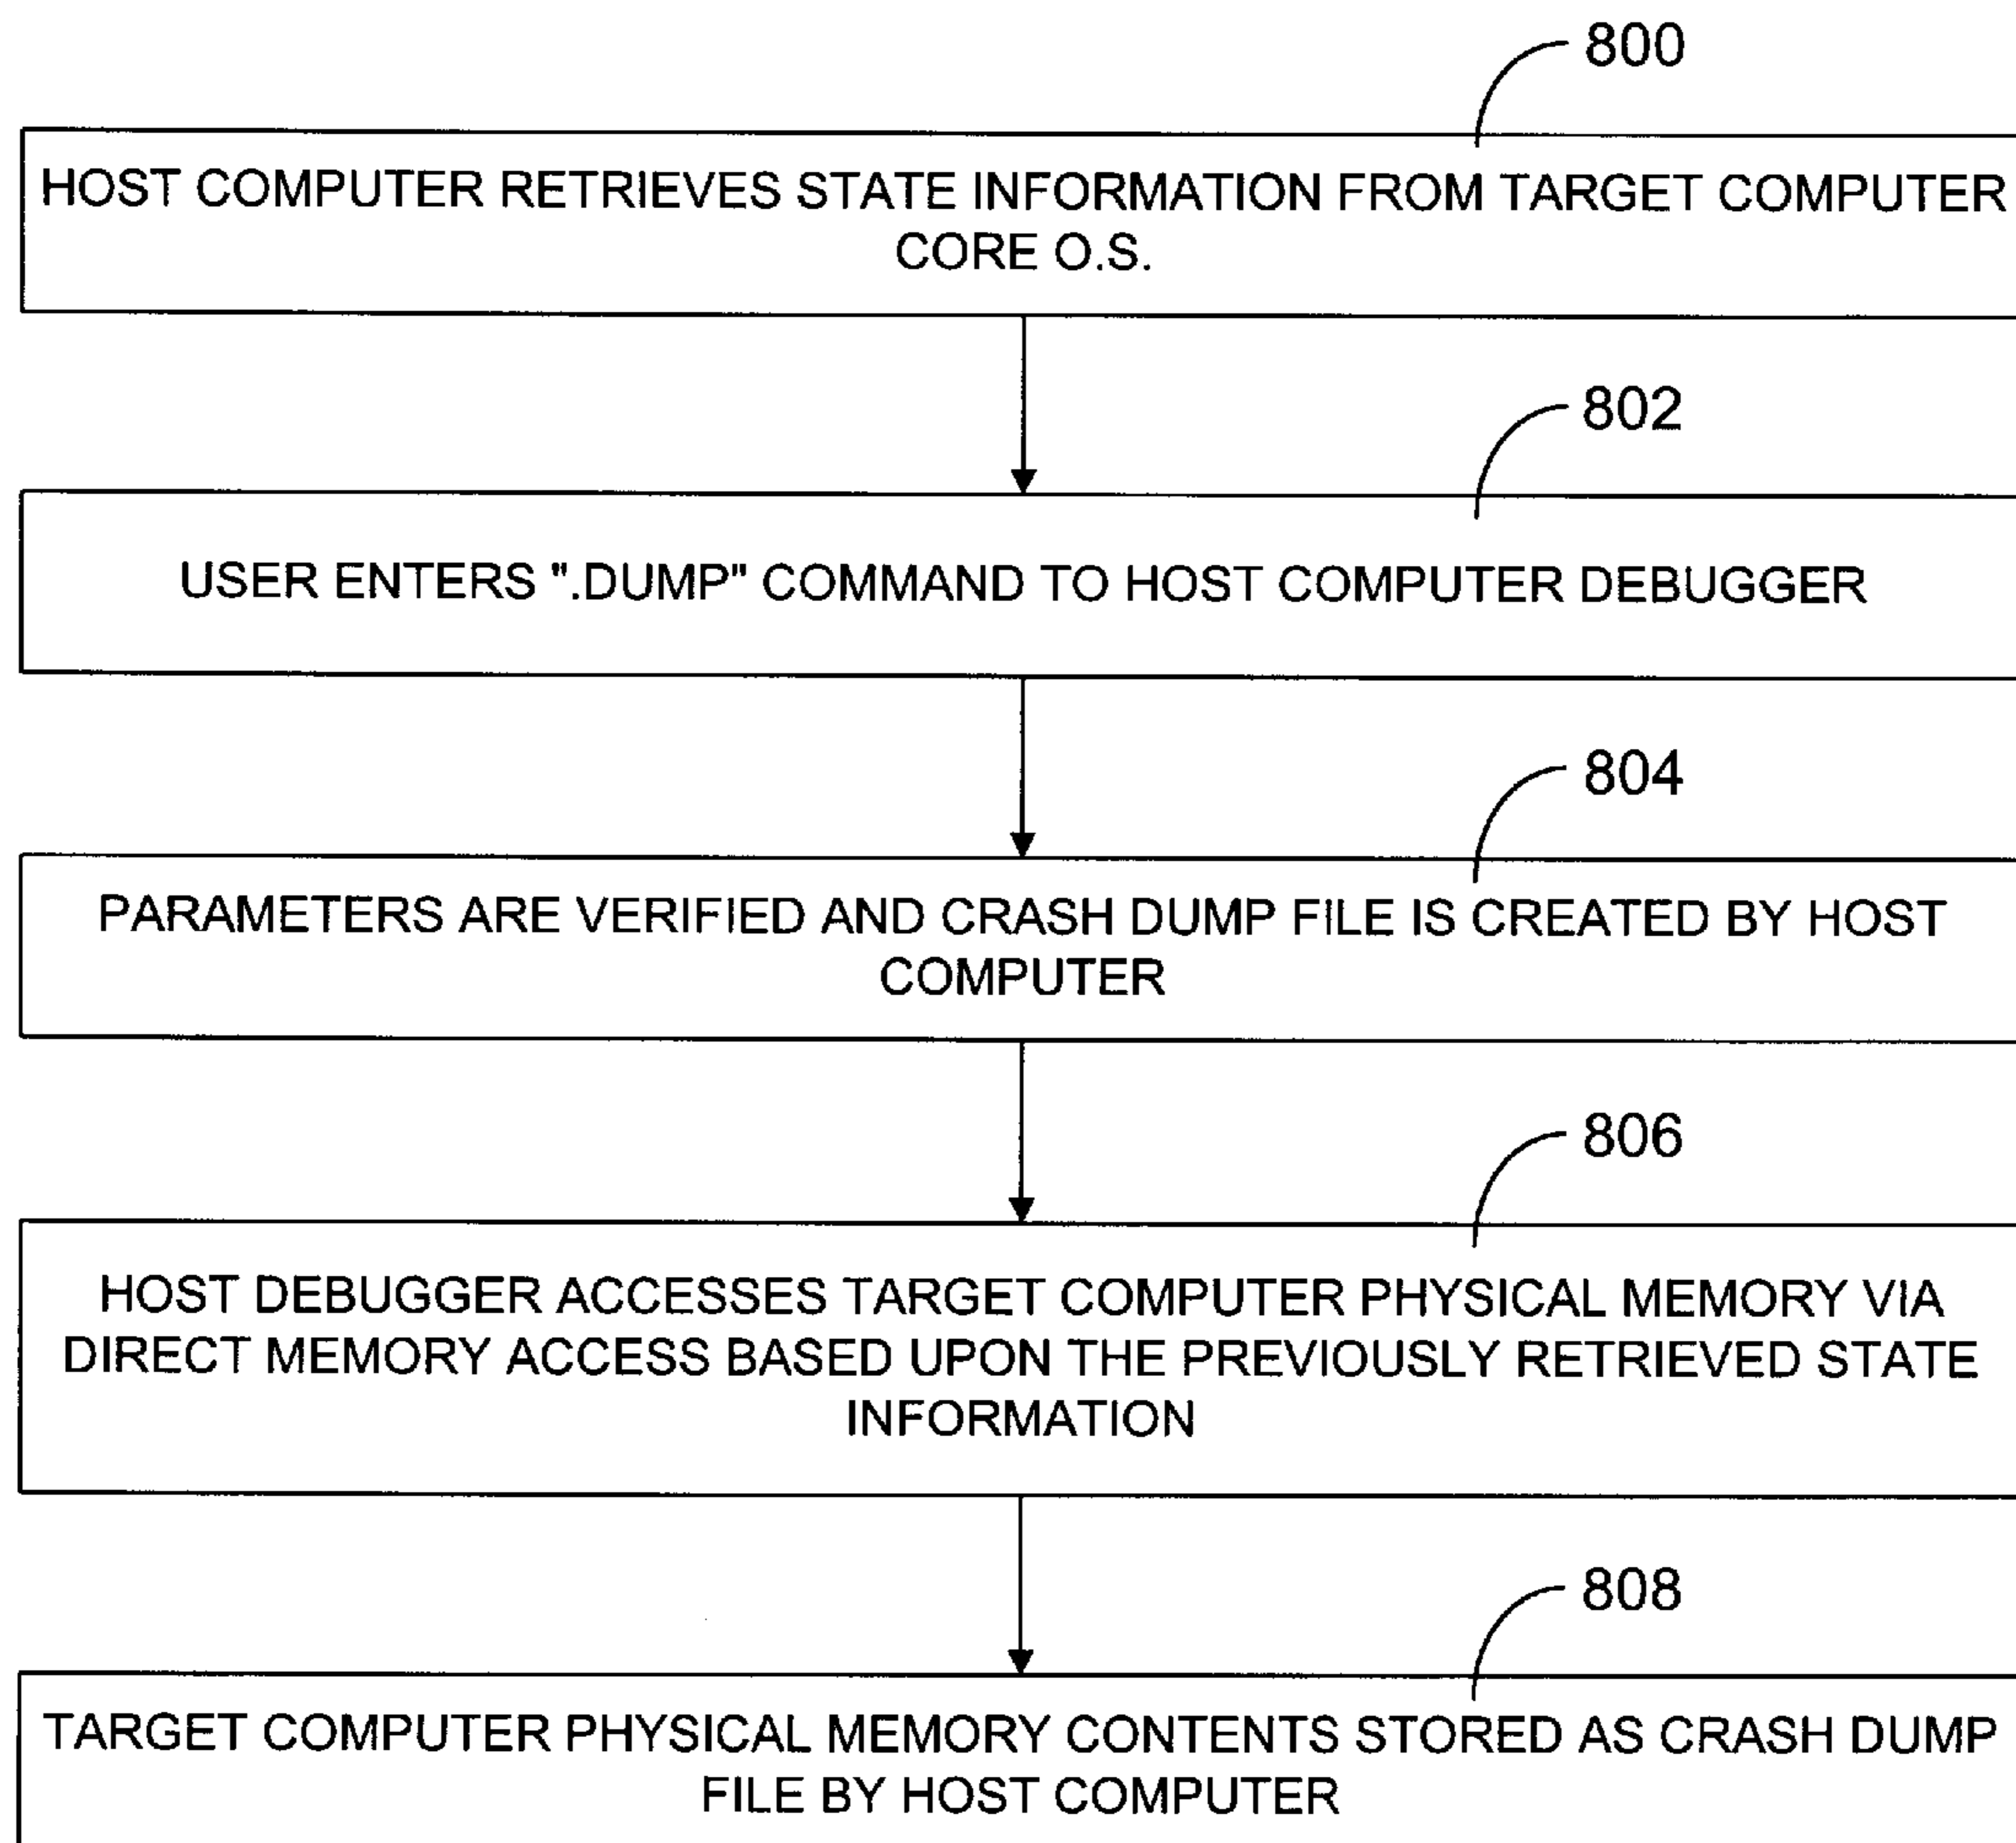 800
HOST COMPUTER RETRIEVES STATE INFORMATION FROM TARGET COMPUTER
CORE O.S.
802
USER ENTERS ".DUMP" COMMAND TO HOST COMPUTER DEBUGGER
804
PARAMETERS ARE VERIFIED AND CRASH DUMP FILE IS CREATED BY HOST
COMPUTER
806
HOST DEBUGGER ACCESSES TARGET COMPUTER PHYSICAL MEMORY VIA
DIRECT MEMORY ACCESS BASED UPON THE PREVIOUSLY RETRIEVED STATE
INFORMATION
808
TARGET COMPUTER PHYSICAL MEMORY CONTENTS STORED AS CRASH DUMP
FILE BY HOST COMPUTER